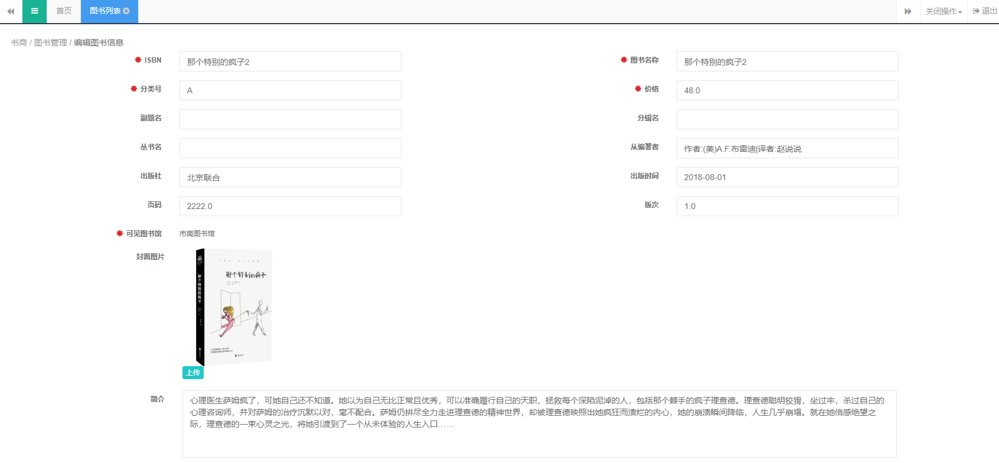 首页 图书列表 关闭操作 退出
书商 / 图书管理 / 编辑图书信息
ISBN 那个特别的疯子2 图书名称 那个特别的疯子2
分类号 A 价格 48.0
副题名 分辑名
丛书名 从编著者 作者:(美)A.F.布雷迪|译者:赵说说
出版社 北京联合 出版时间 2018-08-01
页码 2222.0 版次 1.0
可见图书馆 市南图书馆
封面图片
那个特别的疯子
那个特别的疯子
上传
简介
心理医生萨姆疯了，可她自己还不知道。她以为自己无比正常且优秀，可以准确履行自己的天职，拯救每个深陷泥淖的人，包括那个棘手的疯子理查德。理查德聪明狡猾，坐过牢，杀过自己的
心理咨询师，并对萨姆的治疗沉默以对，毫不配合。萨姆仍拼尽全力走进理查德的精神世界，却被理查德映照出她疯狂而溃烂的内心，她的崩溃瞬间降临，人生几乎崩塌。就在她倍感绝望之
际，理查德的一束心灵之光，将她引渡到了一个从未体验的人生入口……